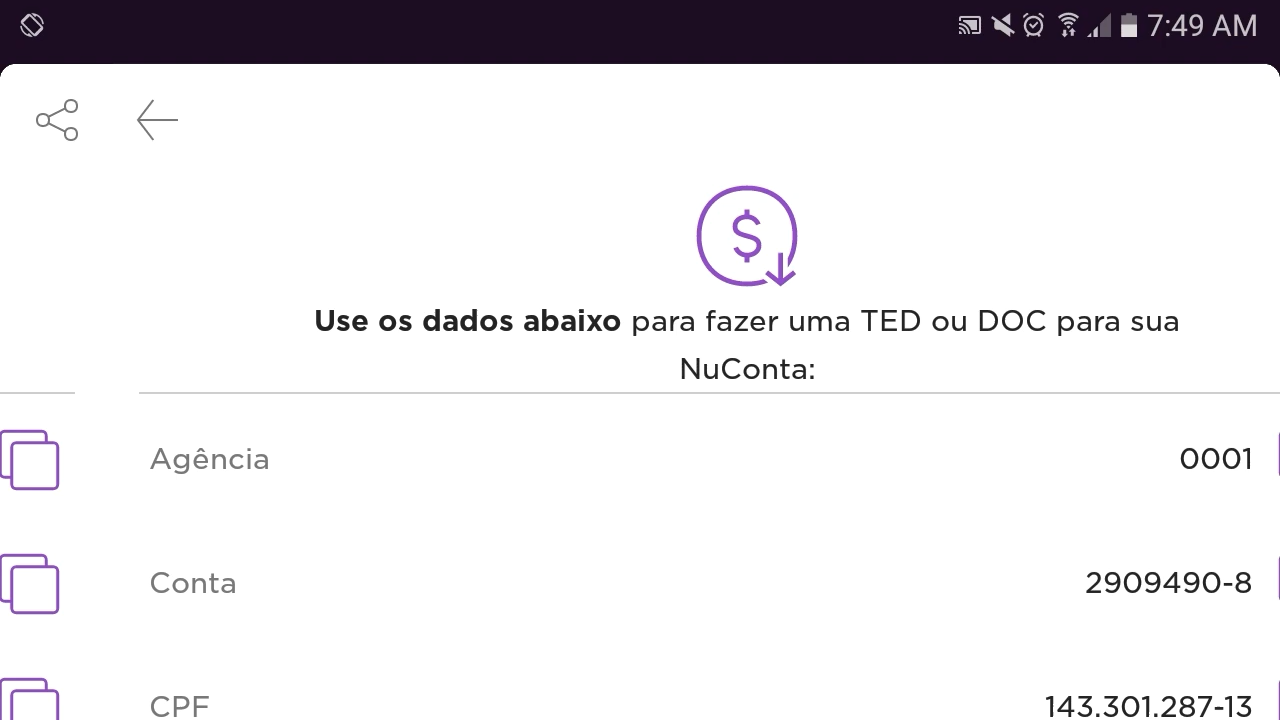 7:49 AM
$
Use os dados abaixo para fazer uma TED ou DOC para sua
NuConta:
Agência 0001
Conta 2909490-8
CPF 143.301.287-13